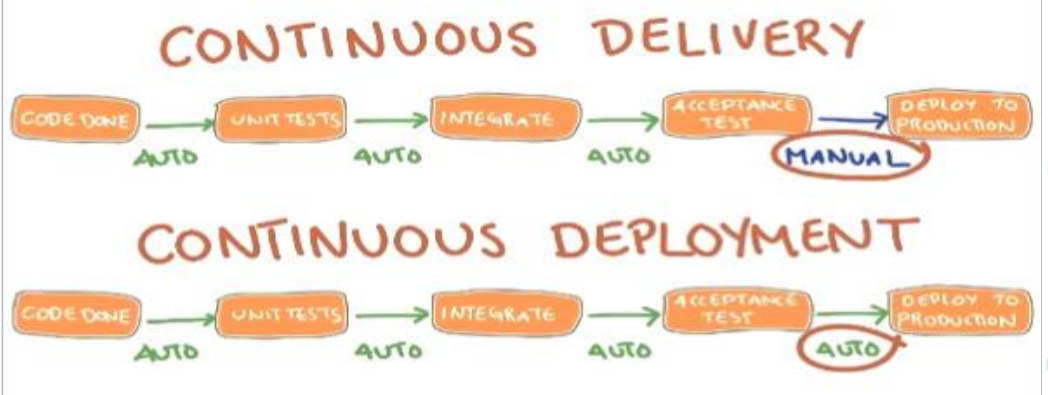 CONTINUOUS DELIVERY
CODE DONE UNIT TESTS INTEGRATE ACCEPTANCE TEST DEPLOY TO PRODUCTION
AUTO AUTO AUTO MANUAL
CONTINUOUS DEPLOYMENT
CODE DONE UNIT TESTS INTEGRATE ACCEPTANCE TEST DEPLOY TO PRODUCTION
AUTO AUTO AUTO AUTO